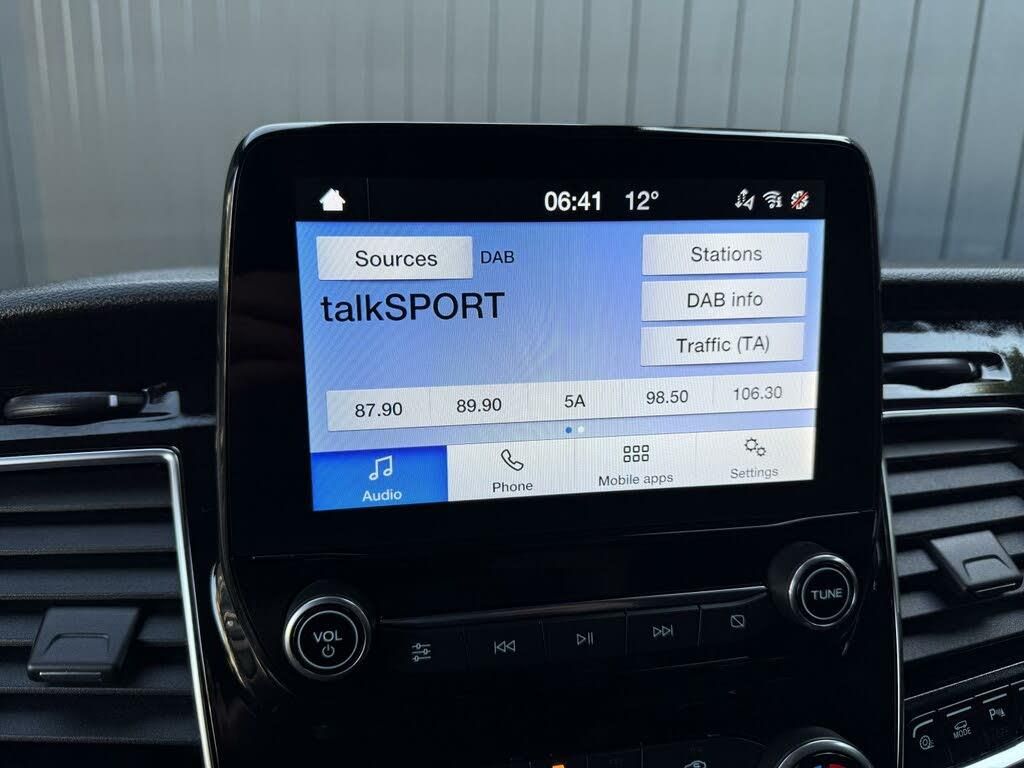 06:41 12°
Sources DAB Stations
talkSPORT
DAB info
Traffic (TA)
87.90 89.90 5A 98.50 106.30
Audio Phone Mobile apps Settings
VOL
TUNE
MODE
P